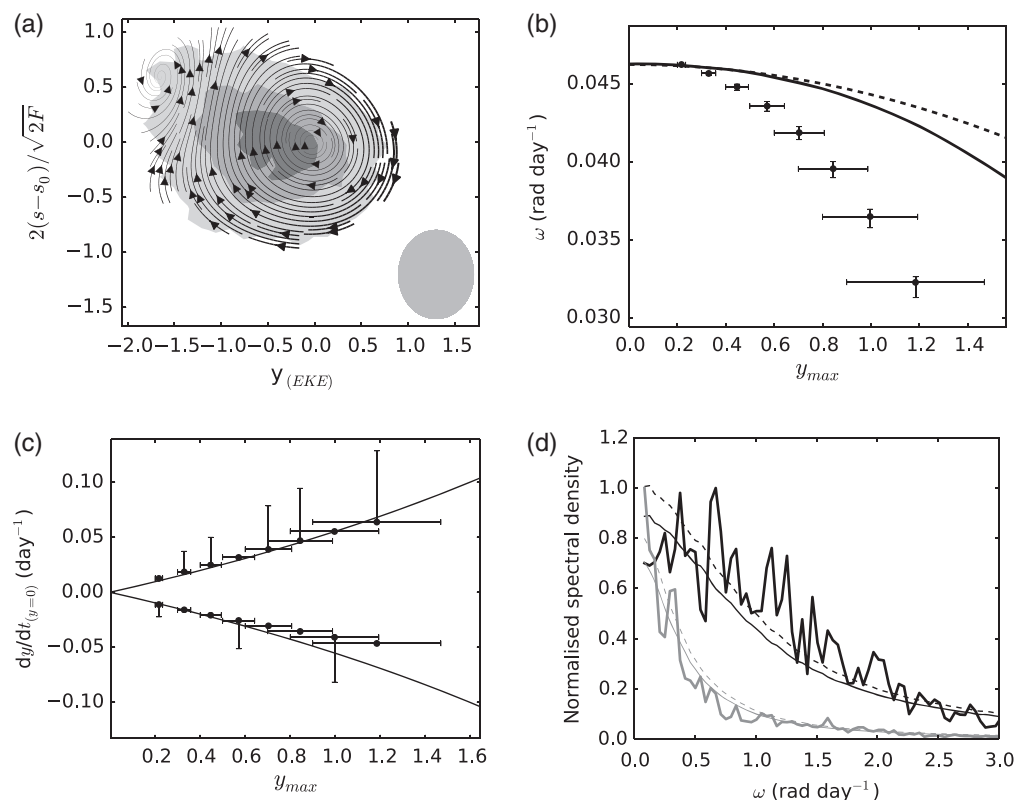 (a)
1.0
0.5
0.0
−0.5
−1.0
−1.5
2(s−s₀)/√2F
−2.0 −1.5 −1.0 −0.5 0.0 0.5 1.0 1.5
y (EKE)
(b)
0.045
0.040
0.035
0.030
ω (rad day⁻¹)
0.0 0.2 0.4 0.6 0.8 1.0 1.2 1.4
y_max
(c)
0.10
0.05
0.00
−0.05
−0.10
dy/dt_(y=0) (day⁻¹)
0.2 0.4 0.6 0.8 1.0 1.2 1.4 1.6
y_max
(d)
1.2
1.0
0.8
0.6
0.4
0.2
0.0
Normalised spectral density
0.0 0.5 1.0 1.5 2.0 2.5 3.0
ω (rad day⁻¹)